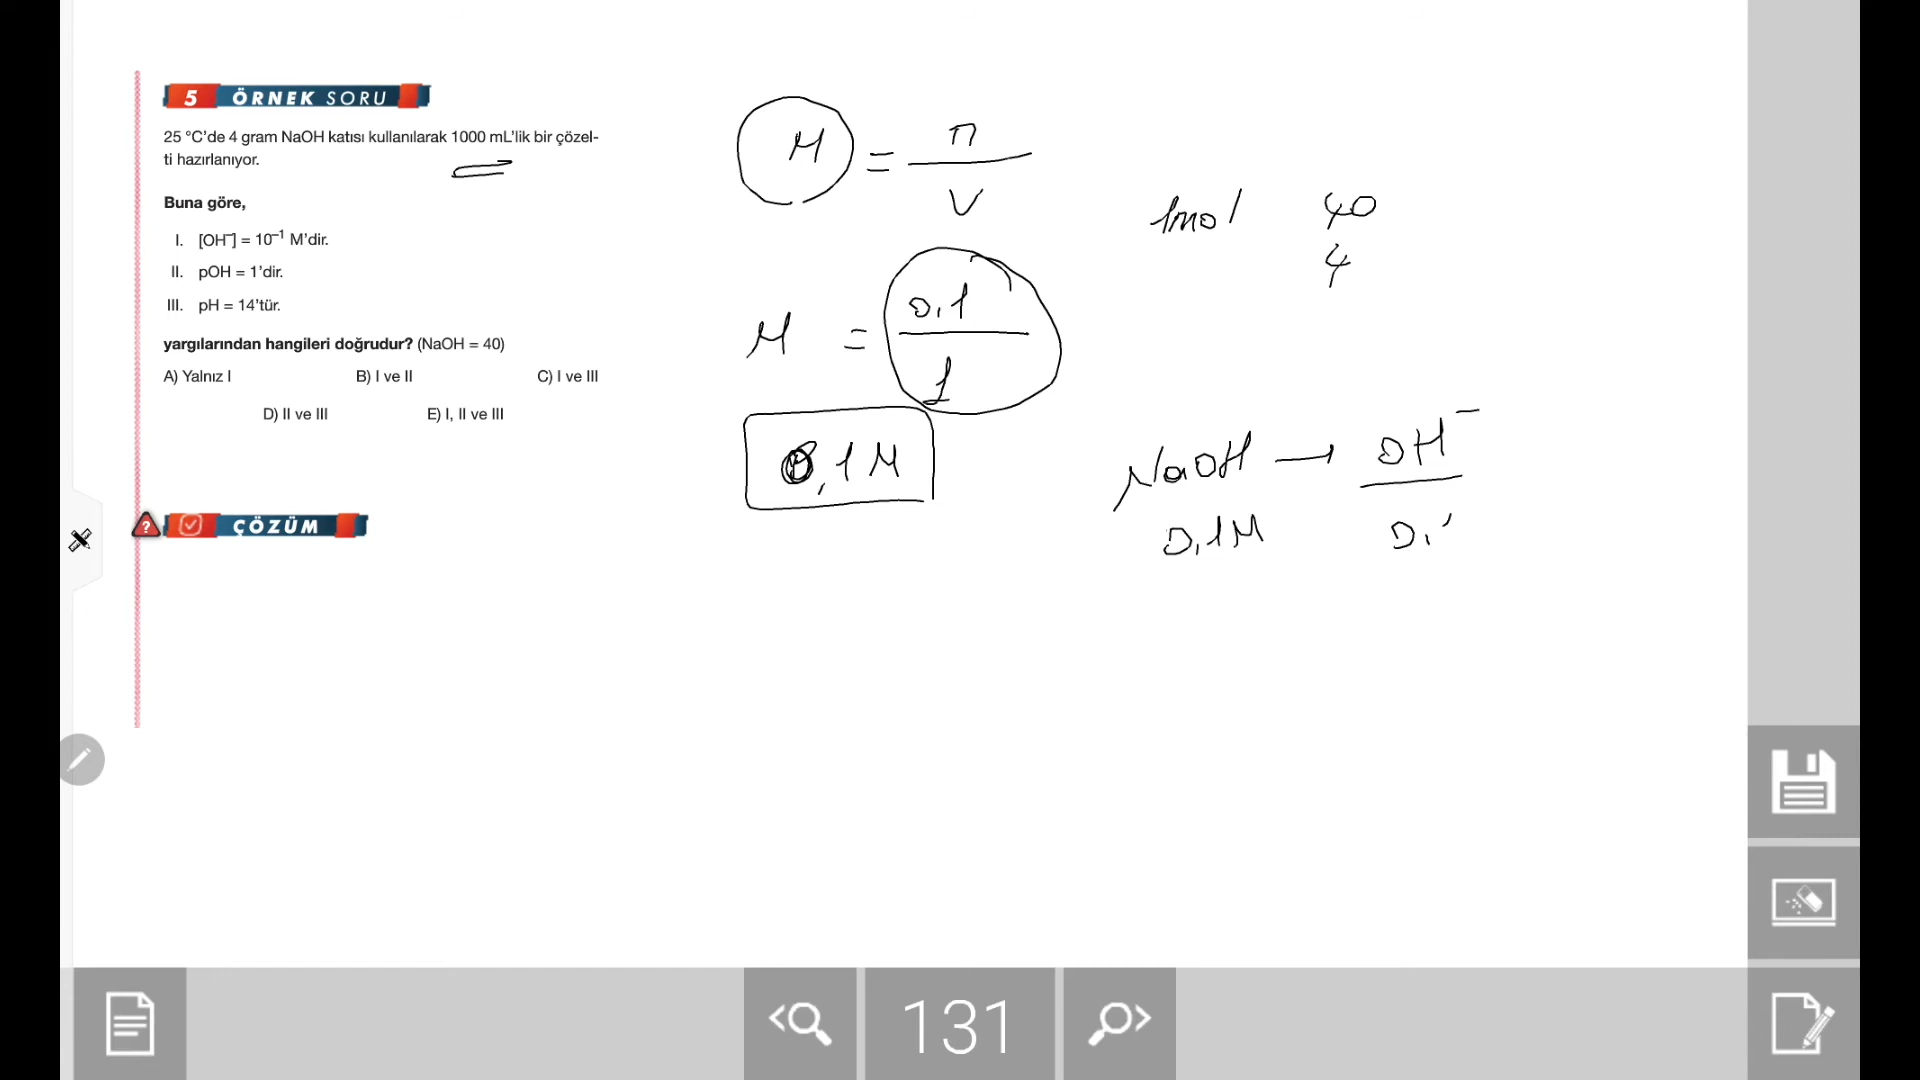 5 ÖRNEK SORU
25 °C'de 4 gram NaOH katısı kullanılarak 1000 mL'lik bir çözel-
ti hazırlanıyor.
Buna göre,
I. [OH⁻] = 10⁻¹ M'dir.
II. pOH = 1'dir.
III. pH = 14'tür.
yargılarından hangileri doğrudur? (NaOH = 40)
A) Yalnız I B) I ve II C) I ve III
D) II ve III E) I, II ve III
? ÇÖZÜM
M = n
V
M = 0,1
1
0,1 M
1mol 40
4
NaOH → OH⁻
0,1M 0,
131